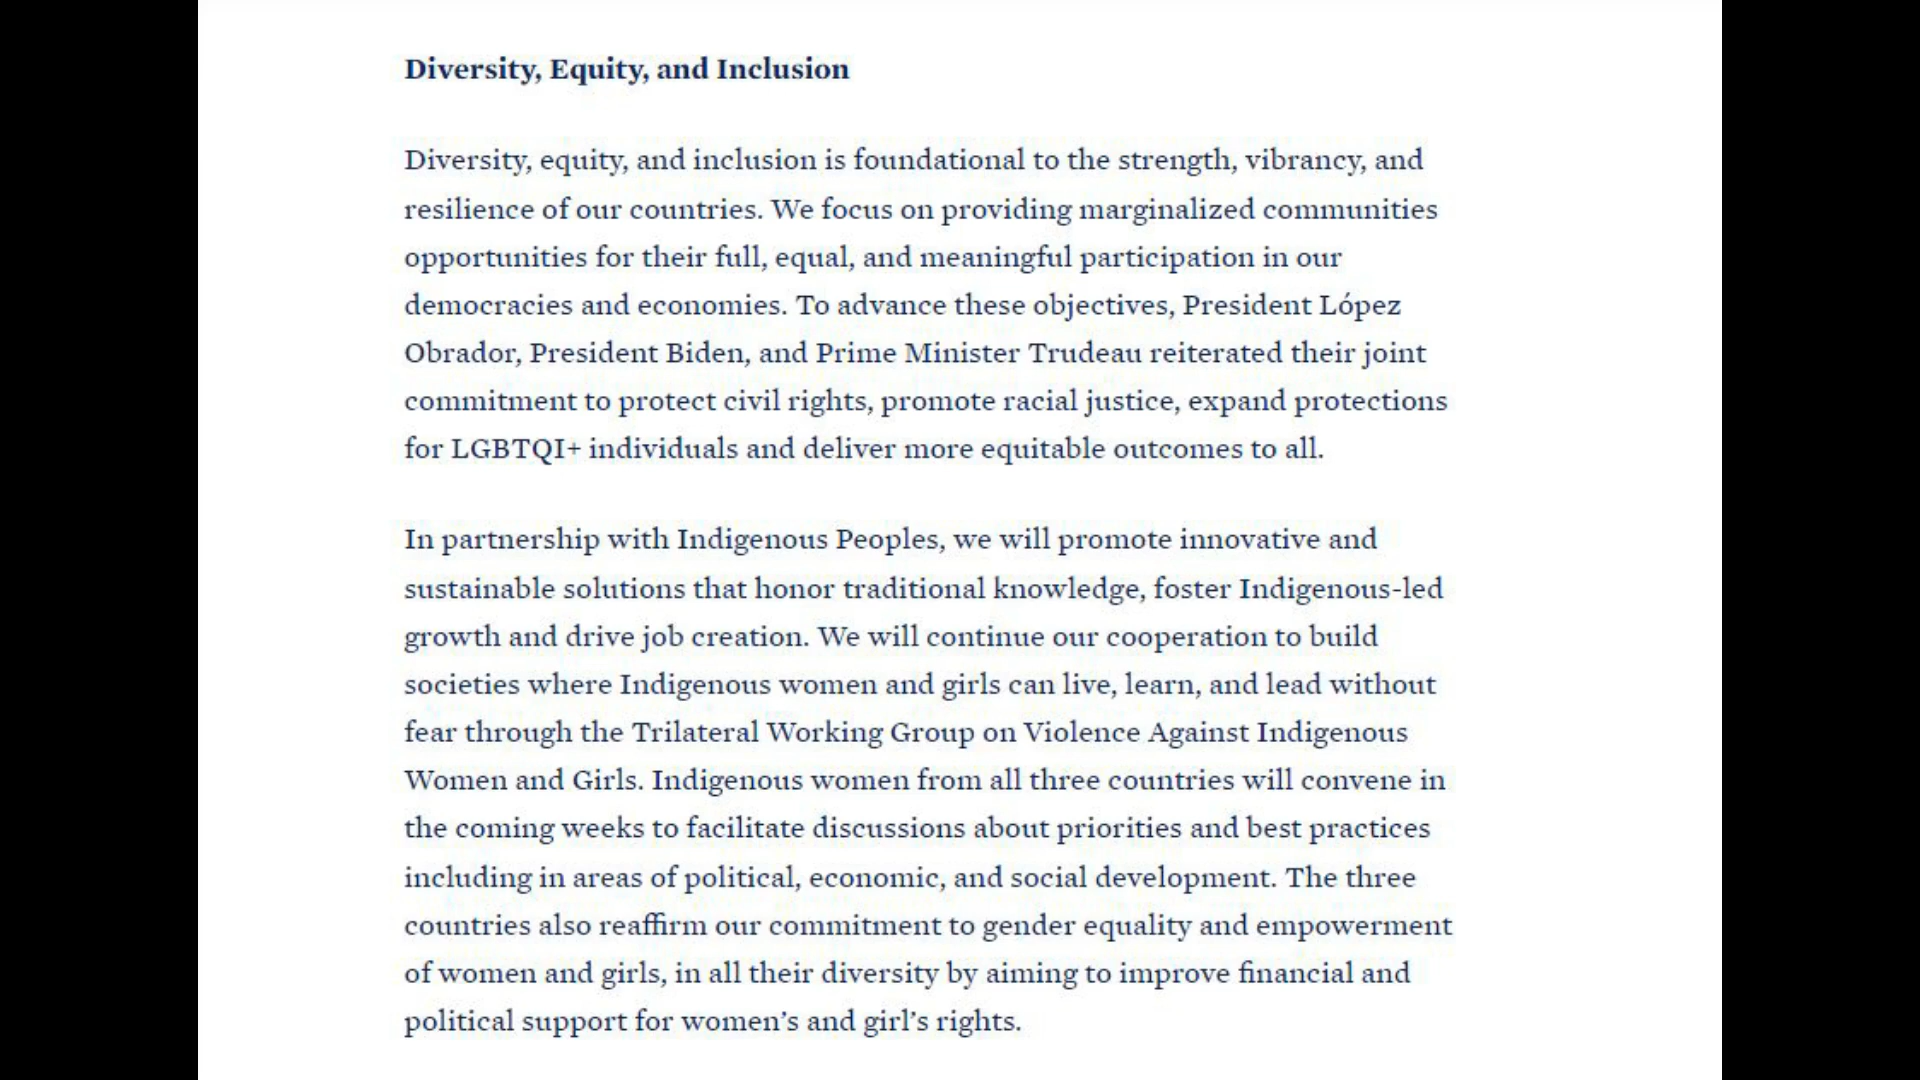 Diversity, Equity, and Inclusion
Diversity, equity, and inclusion is foundational to the strength, vibrancy, and
resilience of our countries. We focus on providing marginalized communities
opportunities for their full, equal, and meaningful participation in our
democracies and economies. To advance these objectives, President López
Obrador, President Biden, and Prime Minister Trudeau reiterated their joint
commitment to protect civil rights, promote racial justice, expand protections
for LGBTQI+ individuals and deliver more equitable outcomes to all.
In partnership with Indigenous Peoples, we will promote innovative and
sustainable solutions that honor traditional knowledge, foster Indigenous-led
growth and drive job creation. We will continue our cooperation to build
societies where Indigenous women and girls can live, learn, and lead without
fear through the Trilateral Working Group on Violence Against Indigenous
Women and Girls. Indigenous women from all three countries will convene in
the coming weeks to facilitate discussions about priorities and best practices
including in areas of political, economic, and social development. The three
countries also reaffirm our commitment to gender equality and empowerment
of women and girls, in all their diversity by aiming to improve financial and
political support for women’s and girl’s rights.